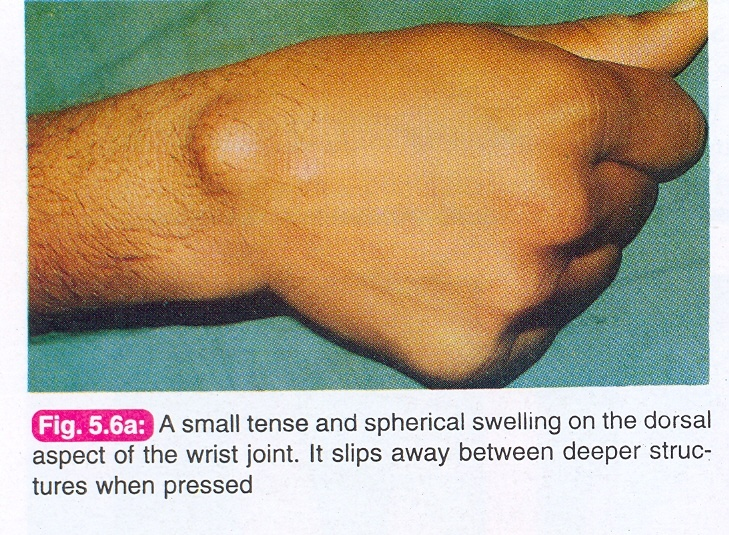 Fig. 5.6a: A small tense and spherical swelling on the dorsal
aspect of the wrist joint. It slips away between deeper struc-
tures when pressed